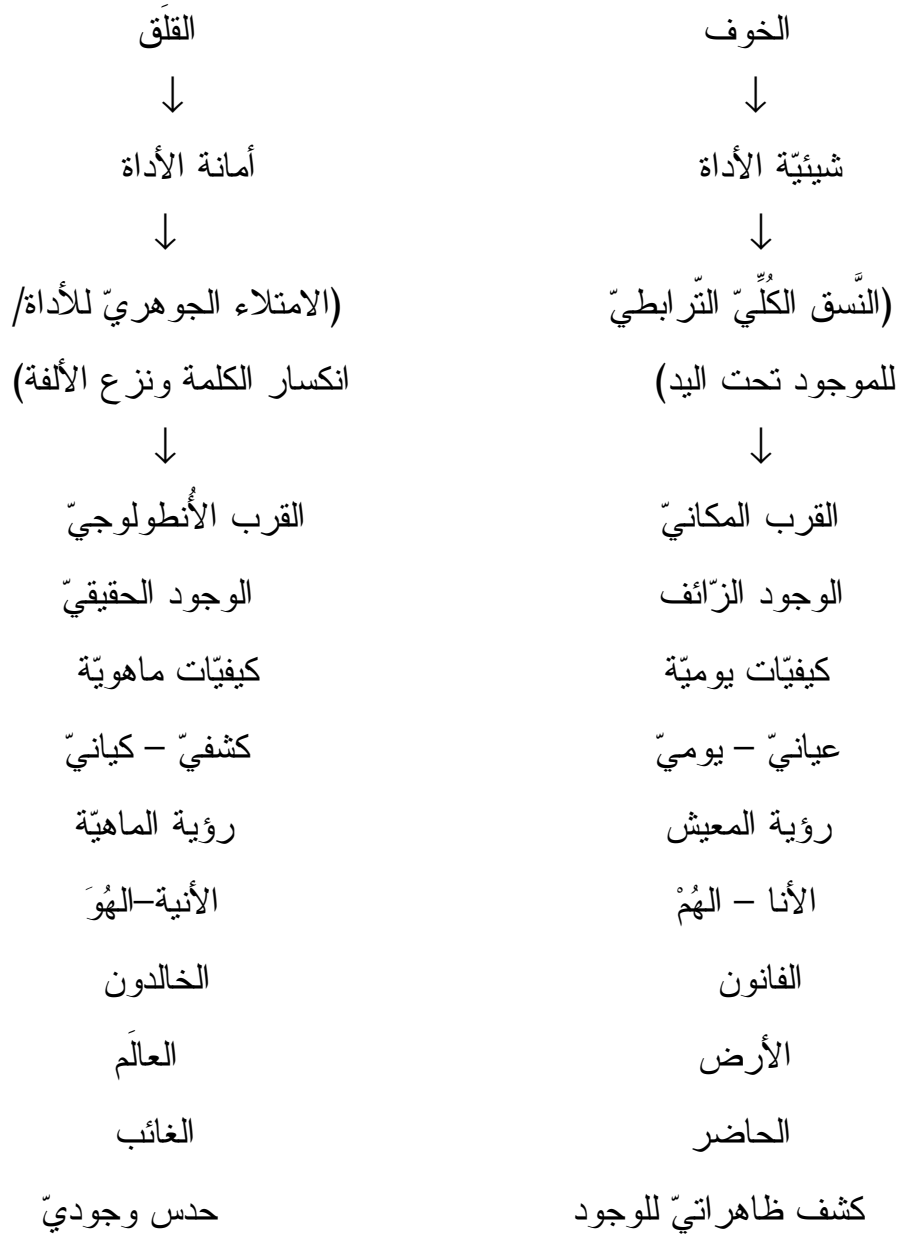 الخوف القلَق
↓ ↓
شيئيّة الأداة أمانة الأداة
↓ ↓
(النَّسق الكُلِّيّ التّرابطيّ (الامتلاء الجوهريّ للأداة/
للموجود تحت اليد) انكسار الكلمة ونزع الألفة)
↓ ↓
القرب المكانيّ القرب الأُنطولوجيّ
الوجود الزّائف الوجود الحقيقيّ
كيفيّات يوميّة كيفيّات ماهويّة
عيانيّ – يوميّ كشفيّ – كيانيّ
رؤية المعيش رؤية الماهيّة
الأنا – الهُمْ الأنية–الهُوَ
الفانون الخالدون
الأرض العالَم
الحاضر الغائب
كشف ظاهراتيّ للوجود حدس وجوديّ